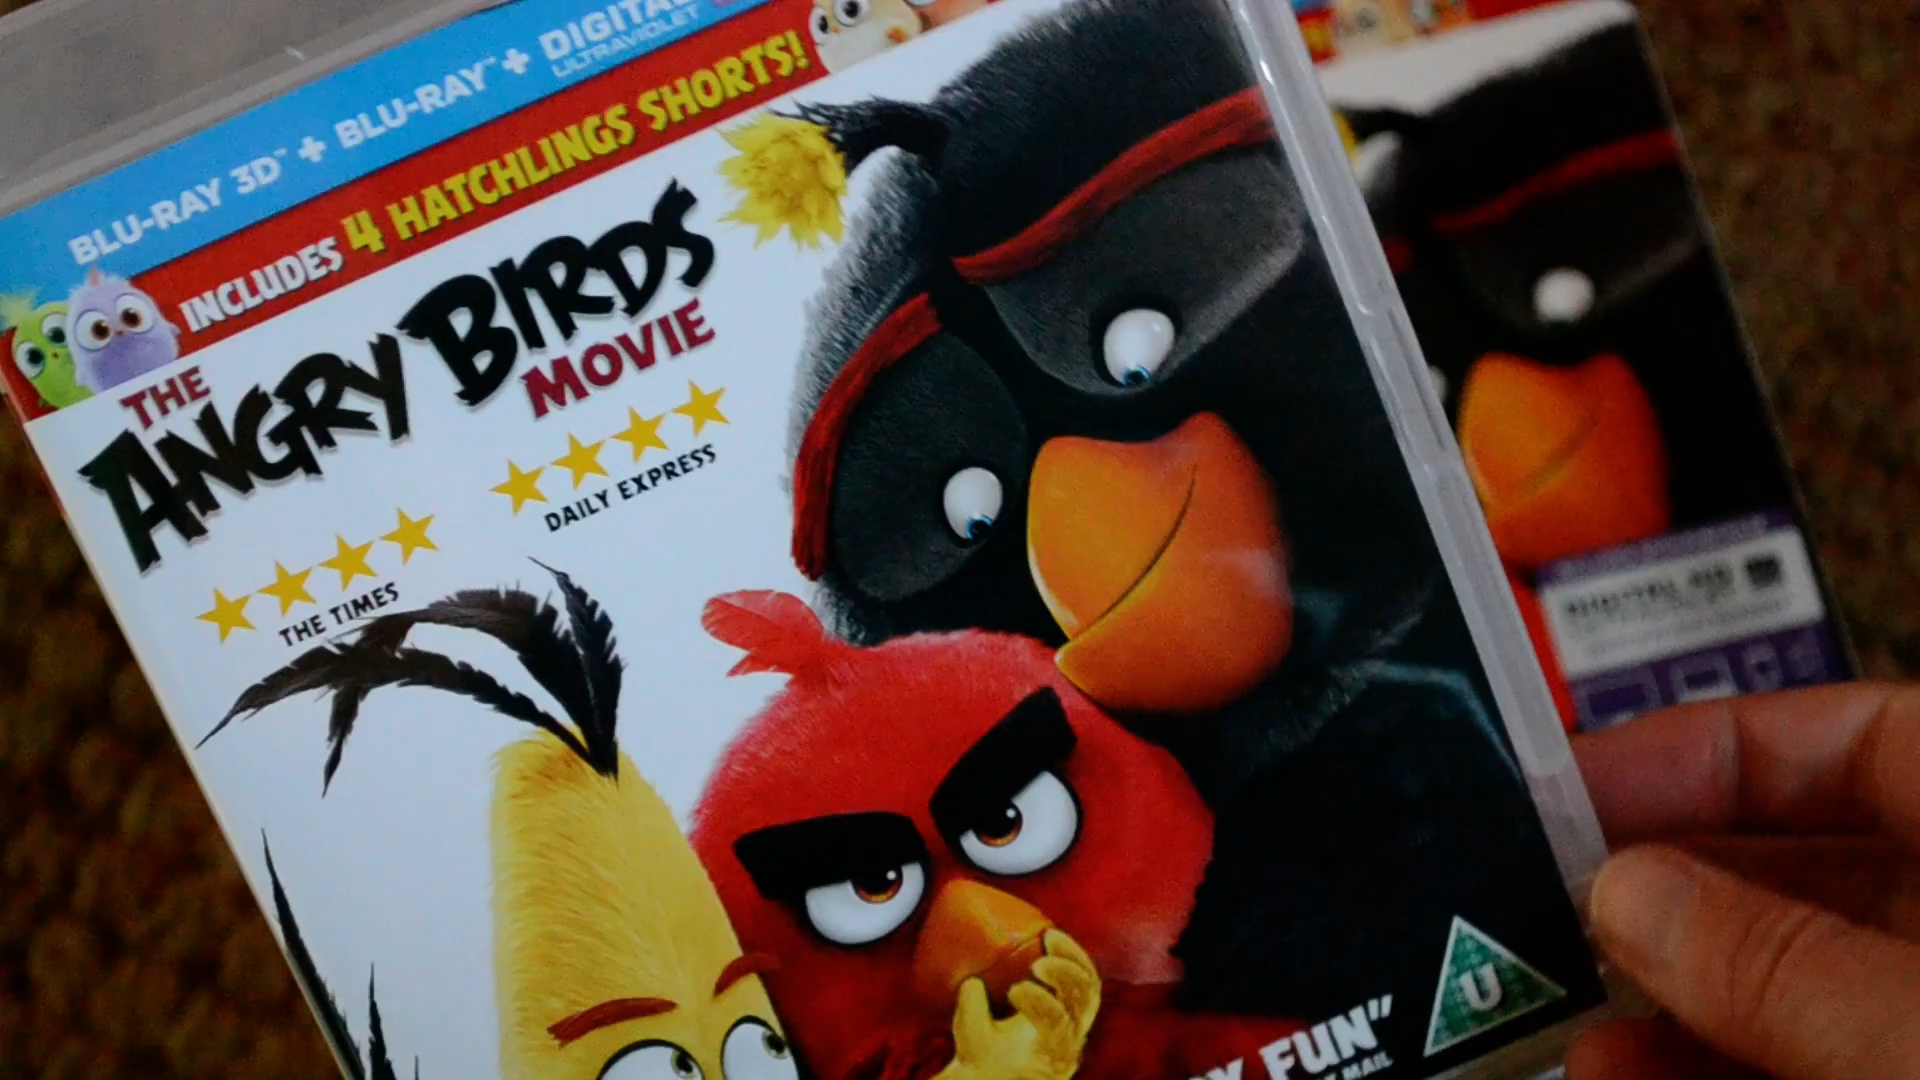 BLU-RAY 3D™ + BLU-RAY™ + DIGITAL
ULTRAVIOLET
INCLUDES 4 HATCHLINGS SHORTS!
THE
ANGRY BIRDS
MOVIE
THE TIMES
DAILY EXPRESS
FUN"
MAIL
U